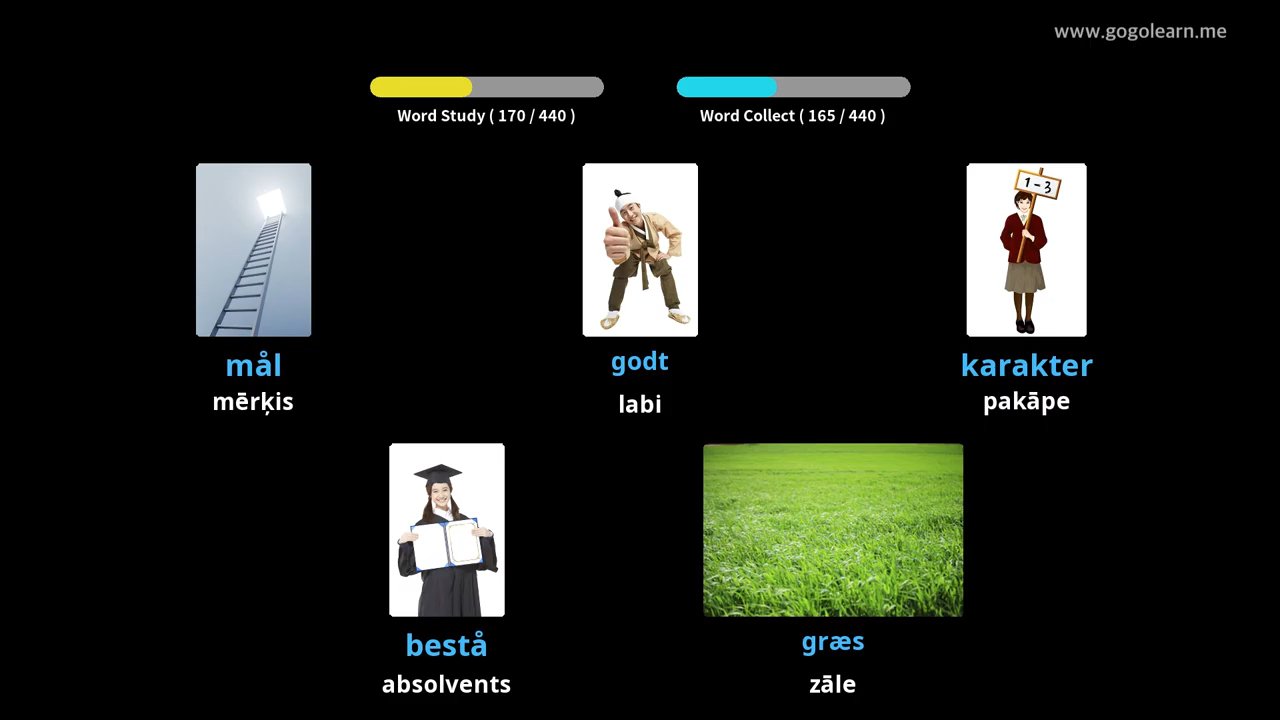 www.gogolearn.me
Word Study ( 170 / 440 )
Word Collect ( 165 / 440 )
1-3
mål
mērķis
godt
labi
karakter
pakāpe
bestå
absolvents
græs
zāle